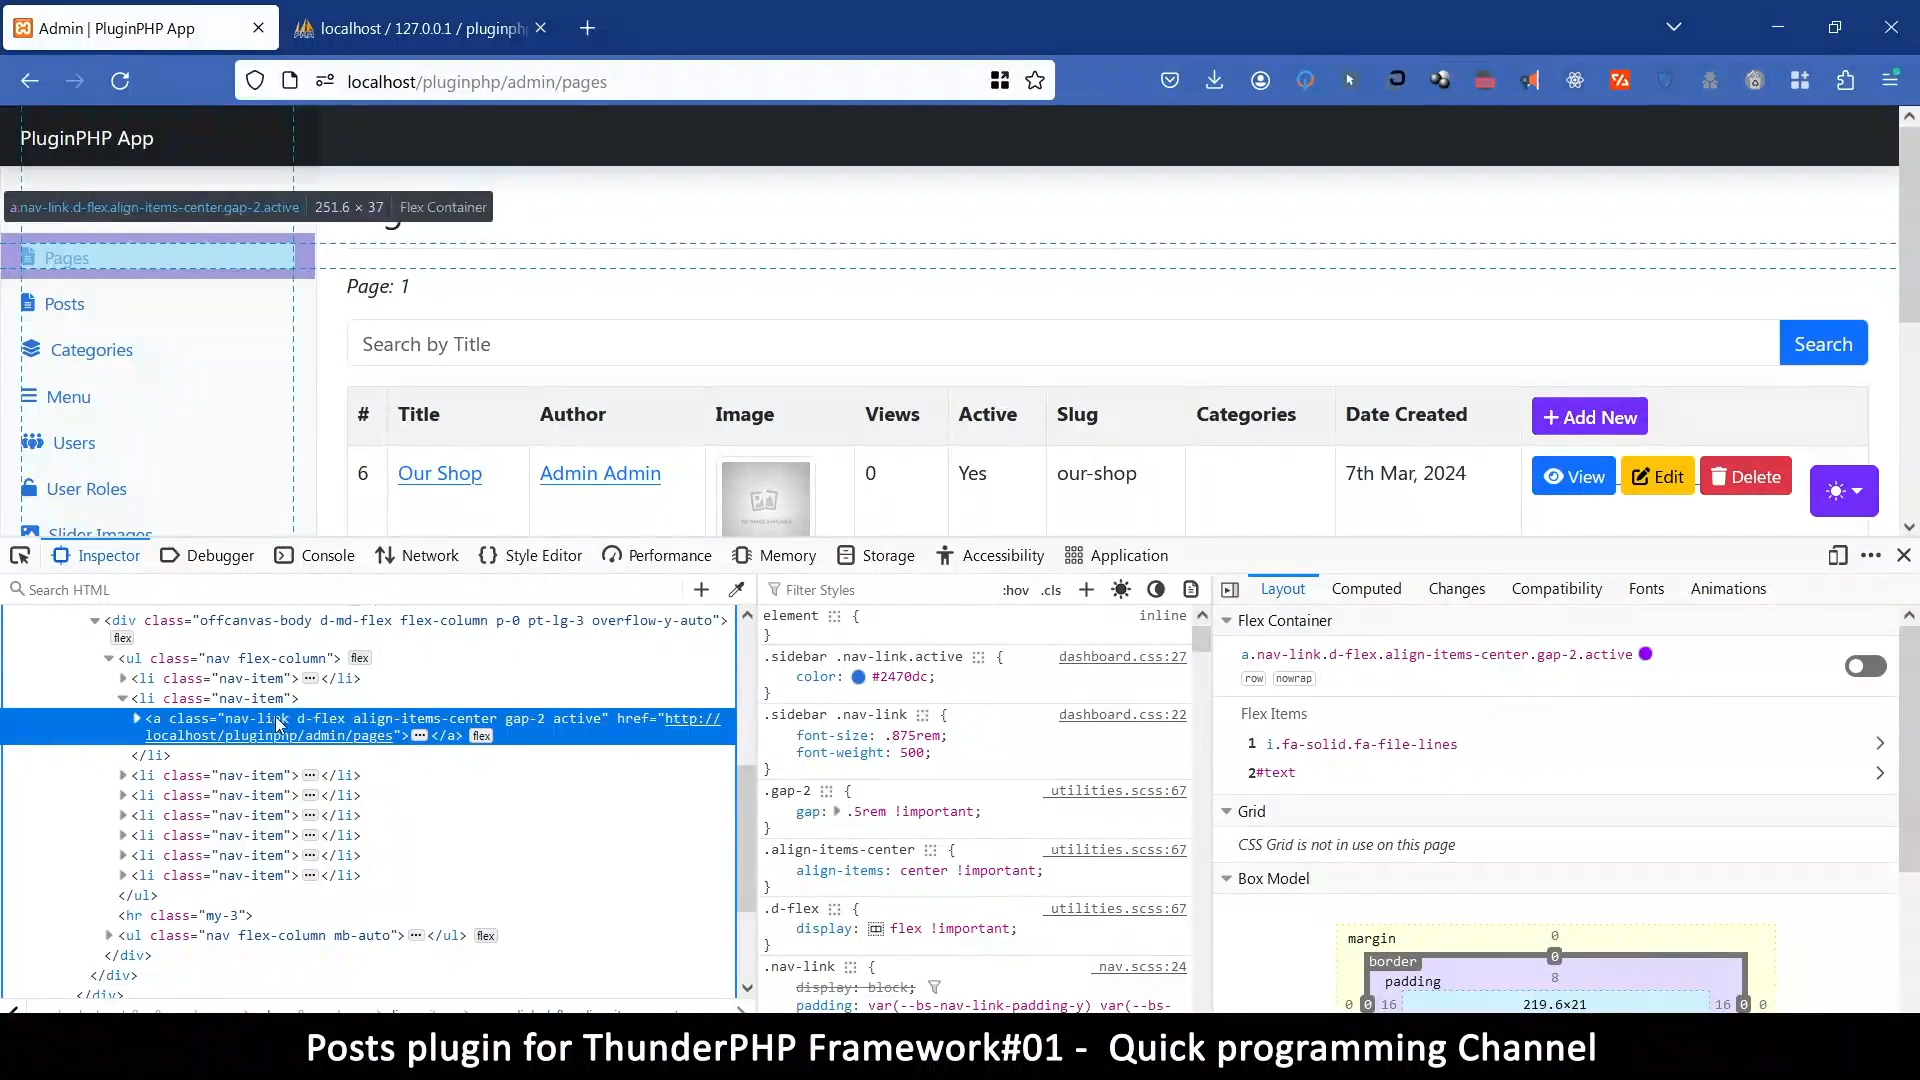 Admin | PluginPHP App
localhost / 127.0.0.1 / pluginph
localhost/pluginphp/admin/pages
PluginPHP App
a.nav-link.d-flex.align-items-center.gap-2.active 251.6 × 37 Flex Container
Pages
Posts
Categories
Menu
Users
User Roles
Slider Images
Page: 1
Search by Title
Search
# Title Author Image Views Active Slug Categories Date Created + Add New
6 Our Shop Admin Admin 0 Yes our-shop 7th Mar, 2024 View Edit Delete
Inspector Debugger Console Network Style Editor Performance Memory Storage Accessibility Application
Search HTML
<div class="offcanvas-body d-md-flex flex-column p-0 pt-lg-3 overflow-y-auto">
flex
<ul class="nav flex-column"> flex
<li class="nav-item"> ••• </li>
<li class="nav-item">
<a class="nav-link d-flex align-items-center gap-2 active" href="http://
localhost/pluginphp/admin/pages"> ••• </a> flex
</li>
<li class="nav-item"> ••• </li>
<li class="nav-item"> ••• </li>
<li class="nav-item"> ••• </li>
<li class="nav-item"> ••• </li>
<li class="nav-item"> ••• </li>
<li class="nav-item"> ••• </li>
</ul>
<hr class="my-3">
<ul class="nav flex-column mb-auto"> ••• </ul> flex
</div>
</div>
</div>
Filter Styles :hov .cls
element { inline
}
.sidebar .nav-link.active { dashboard.css:27
color: #2470dc;
}
.sidebar .nav-link { dashboard.css:22
font-size: .875rem;
font-weight: 500;
}
.gap-2 { _utilities.scss:67
gap: .5rem !important;
}
.align-items-center { _utilities.scss:67
align-items: center !important;
}
.d-flex { _utilities.scss:67
display: flex !important;
}
.nav-link { _nav.scss:24
display: block;
padding: var(--bs-nav-link-padding-y) var(--bs-
Layout Computed Changes Compatibility Fonts Animations
Flex Container
a.nav-link.d-flex.align-items-center.gap-2.active
row nowrap
Flex Items
1 i.fa-solid.fa-file-lines
2 #text
Grid
CSS Grid is not in use on this page
Box Model
margin 0
border 0
padding 8
0 0 16 219.6×21 16 0 0
Posts plugin for ThunderPHP Framework#01 - Quick programming Channel